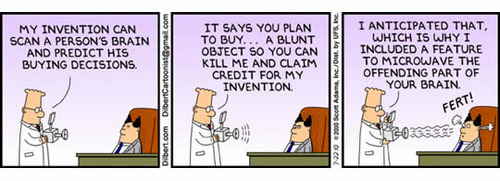 MY INVENTION CAN
SCAN A PERSON'S BRAIN
AND PREDICT HIS
BUYING DECISIONS.
Dilbert.com DilbertCartoonist@gmail.com
IT SAYS YOU PLAN
TO BUY... A BLUNT
OBJECT SO YOU CAN
KILL ME AND CLAIM
CREDIT FOR MY
INVENTION.
7-22-10 ©2010 Scott Adams, Inc./Dist. by UFS, Inc.
I ANTICIPATED THAT,
WHICH IS WHY I
INCLUDED A FEATURE
TO MICROWAVE THE
OFFENDING PART OF
YOUR BRAIN.
FERT!